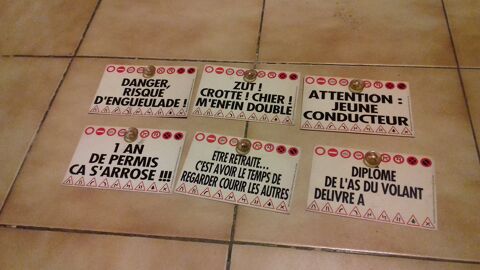 DANGER,
RISQUE
D'ENGUEULADE !
ZUT !
CROTTE ! CHIER !
M'ENFIN DOUBLE
ATTENTION :
JEUNE
CONDUCTEUR
1 AN
DE PERMIS
CA S'ARROSE !!!
ETRE RETRAITE...
C'EST AVOIR LE TEMPS DE
REGARDER COURIR LES AUTRES
DIPLÔME
DE L'AS DU VOLANT
DELIVRE A